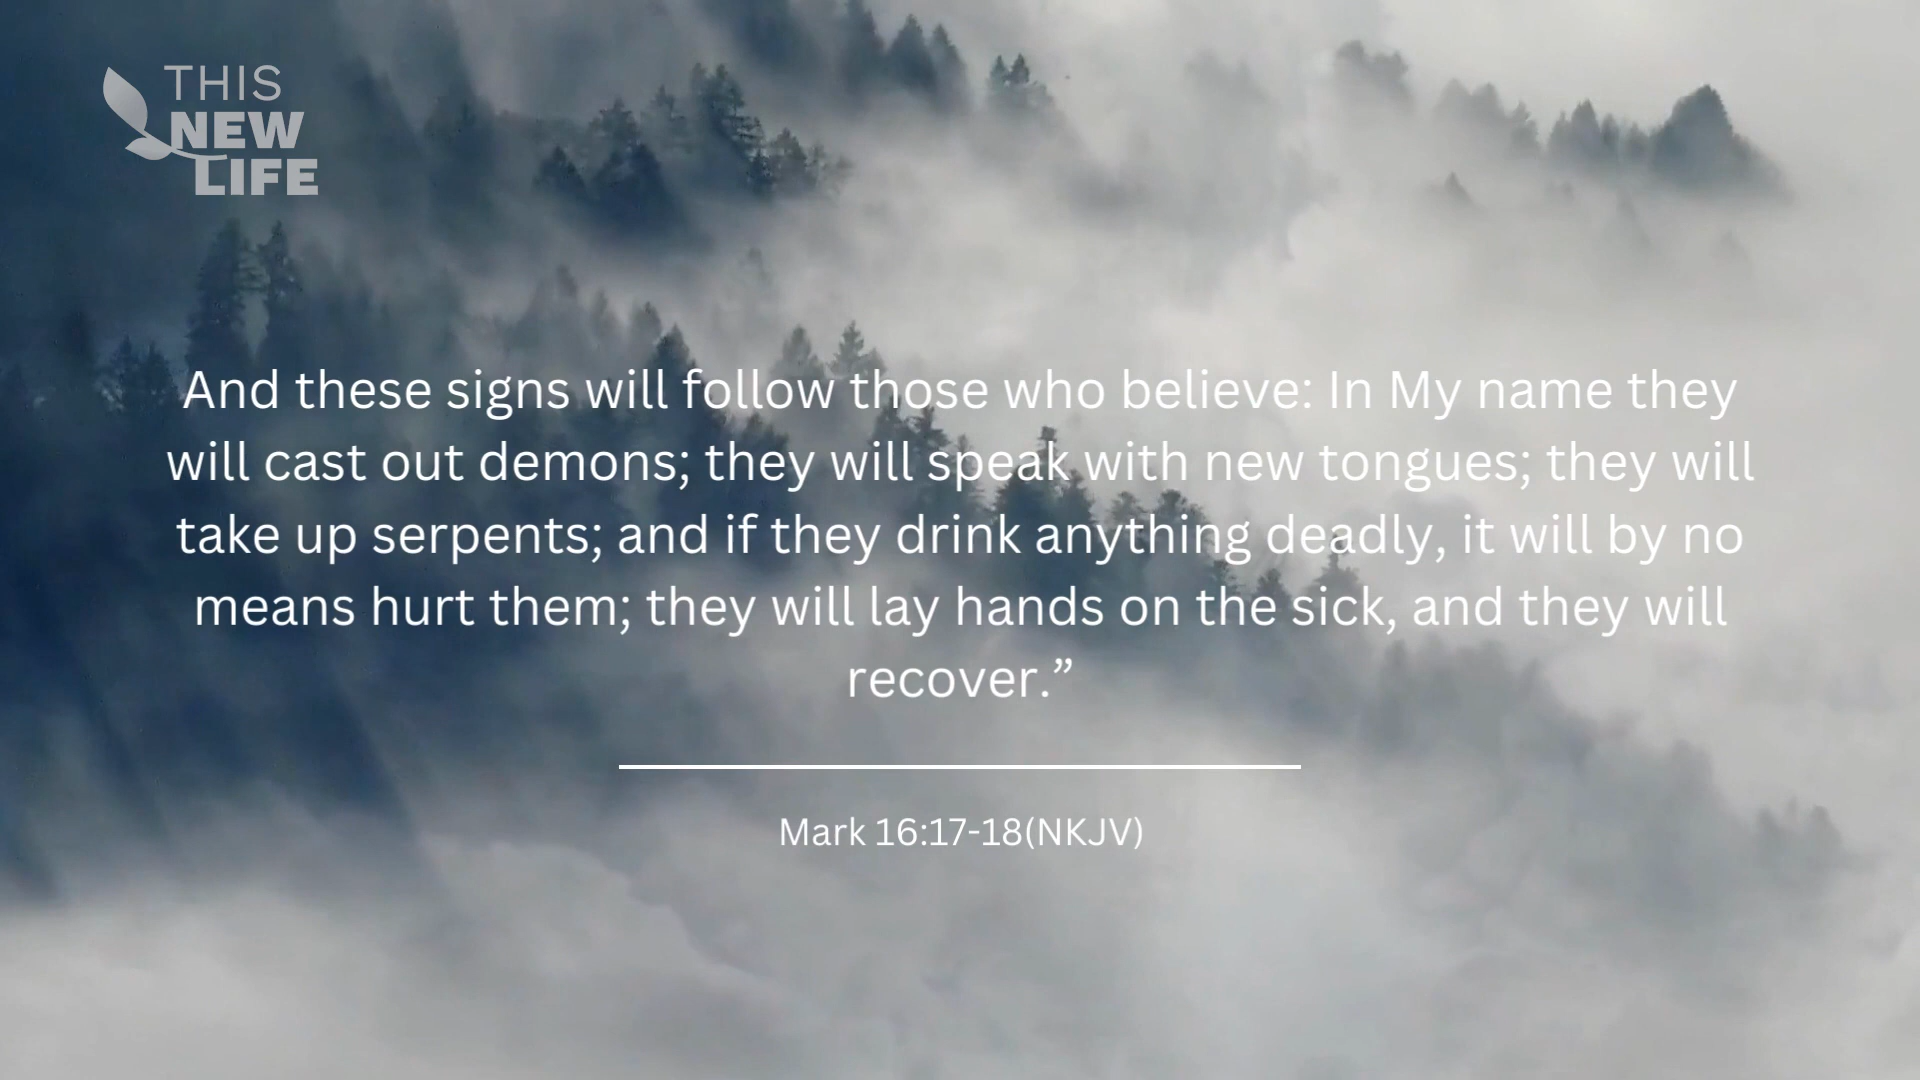 THIS
NEW
LIFE
And these signs will follow those who believe: In My name they
will cast out demons; they will speak with new tongues; they will
take up serpents; and if they drink anything deadly, it will by no
means hurt them; they will lay hands on the sick, and they will
recover.”
Mark 16:17-18(NKJV)